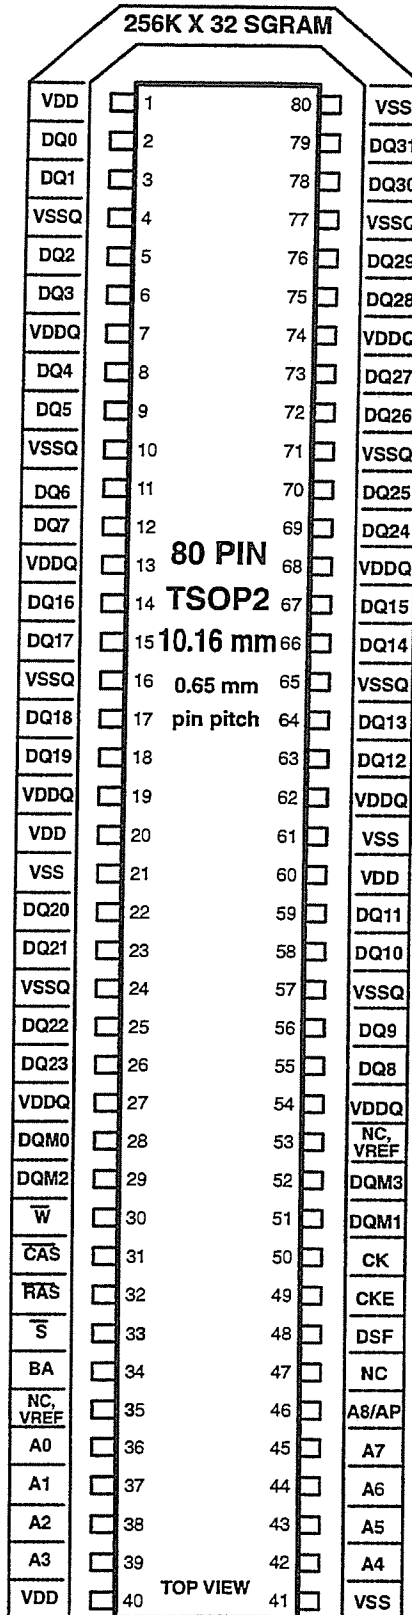 256K X 32 SGRAM
VDD 1 80 VSS
DQ0 2 79 DQ31
DQ1 3 78 DQ30
VSSQ 4 77 VSSQ
DQ2 5 76 DQ29
DQ3 6 75 DQ28
VDDQ 7 74 VDDQ
DQ4 8 73 DQ27
DQ5 9 72 DQ26
VSSQ 10 71 VSSQ
DQ6 11 70 DQ25
DQ7 12 69 DQ24
80 PIN
VDDQ 13 68 VDDQ
DQ16 14 TSOP2 67 DQ15
DQ17 15 10.16 mm 66 DQ14
VSSQ 16 0.65 mm 65 VSSQ
DQ18 17 pin pitch 64 DQ13
DQ19 18 63 DQ12
VDDQ 19 62 VDDQ
VDD 20 61 VSS
VSS 21 60 VDD
DQ20 22 59 DQ11
DQ21 23 58 DQ10
VSSQ 24 57 VSSQ
DQ22 25 56 DQ9
DQ23 26 55 DQ8
VDDQ 27 54 VDDQ
DQM0 28 53 NC, VREF
DQM2 29 52 DQM3
W̅ 30 51 DQM1
C̅A̅S̅ 31 50 CK
R̅A̅S̅ 32 49 CKE
S̅ 33 48 DSF
BA 34 47 NC
NC, VREF 35 46 A8/AP
A0 36 45 A7
A1 37 44 A6
A2 38 43 A5
A3 39 42 A4
VDD 40 TOP VIEW 41 VSS